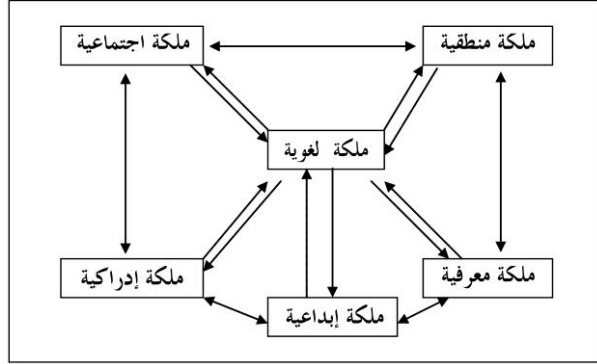 ملكة منطقية
ملكة اجتماعية
ملكة لغوية
ملكة معرفية
ملكة إدراكية
ملكة إبداعية